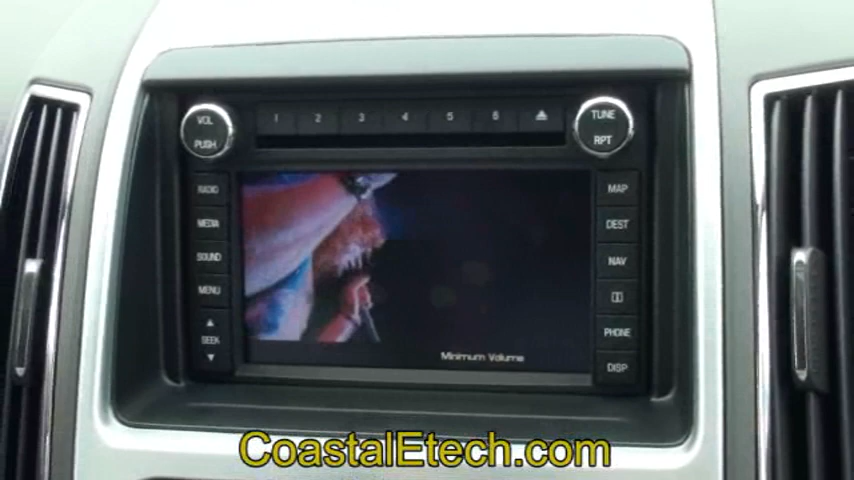 1 2 3 4 5 6
VOL
PUSH
TUNE
RPT
RADIO
MEDIA
SOUND
MENU
SEEK
MAP
DEST
NAV
PHONE
DISP
Minimum Volume
CoastalEtech.com